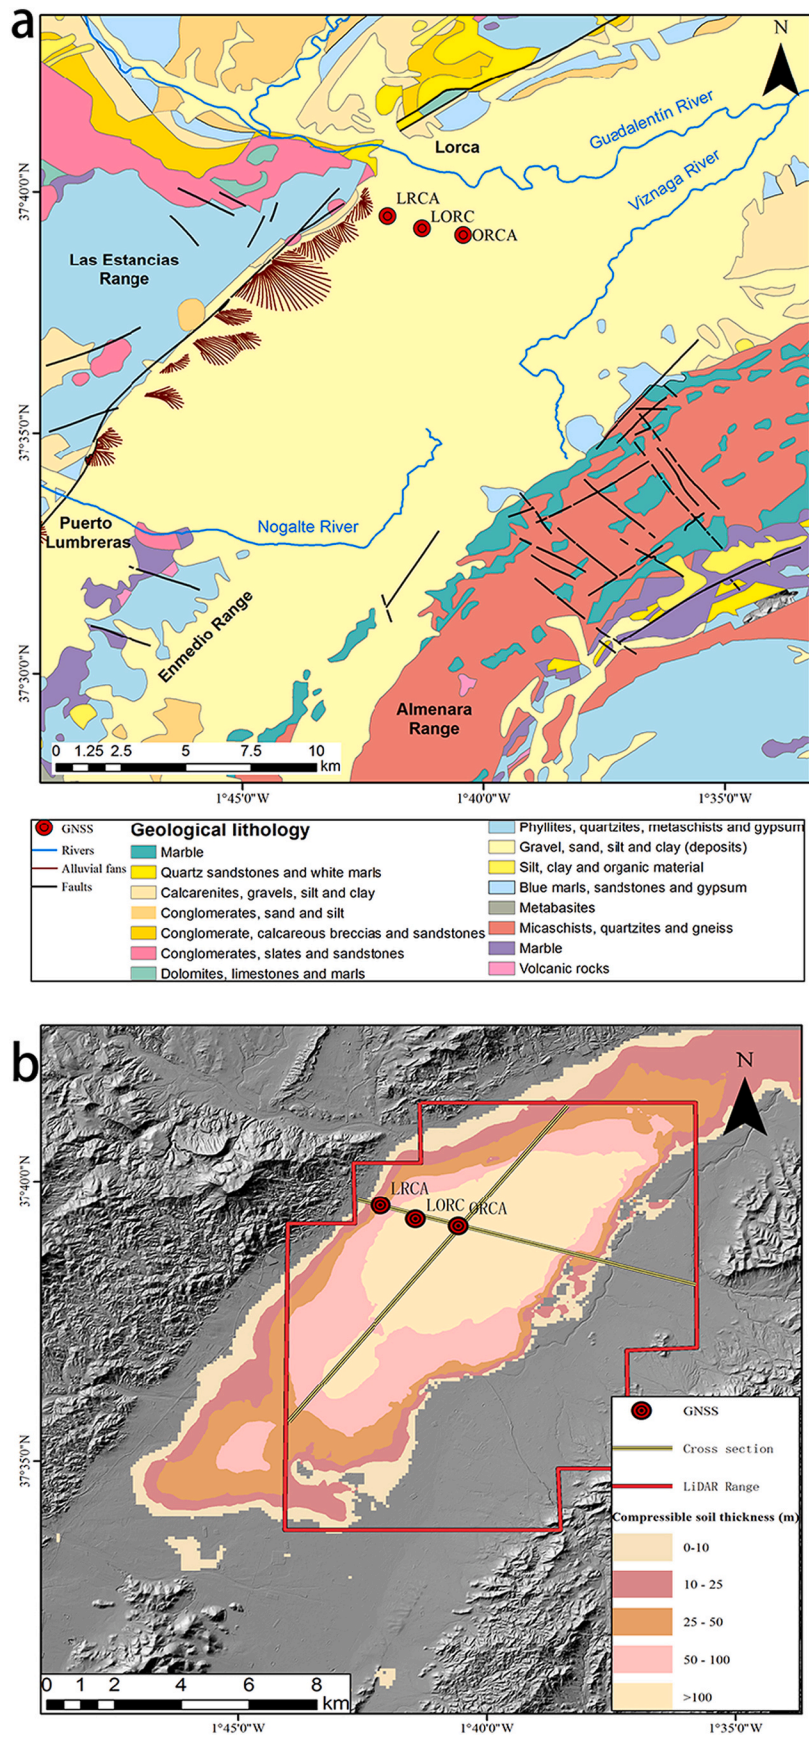 a
N
Guadalentín River
Lorca
Viznaga River
37°40'0"N
LRCA
LORC
ORCA
Las Estancias
Range
37°35'0"N
Puerto
Lumbreras
Nogalte River
Enmedio Range
37°30'0"N
Almenara
Range
0 1.25 2.5 5 7.5 10
km
1°45'0"W 1°40'0"W 1°35'0"W
GNSS
Rivers
Alluvial fans
Faults
Geological lithology
Marble
Quartz sandstones and white marls
Calcarenites, gravels, silt and clay
Conglomerates, sand and silt
Conglomerate, calcareous breccias and sandstones
Conglomerates, slates and sandstones
Dolomites, limestones and marls
Phyllites, quartzites, metaschists and gypsum
Gravel, sand, silt and clay (deposits)
Silt, clay and organic material
Blue marls, sandstones and gypsum
Metabasites
Micaschists, quartzites and gneiss
Marble
Volcanic rocks
b
N
37°40'0"N
LRCA
LORC
ORCA
37°35'0"N
GNSS
Cross section
LiDAR Range
Compressible soil thickness (m)
0-10
10 - 25
25 - 50
50 - 100
>100
0 1 2 4 6 8
km
1°45'0"W 1°40'0"W 1°35'0"W